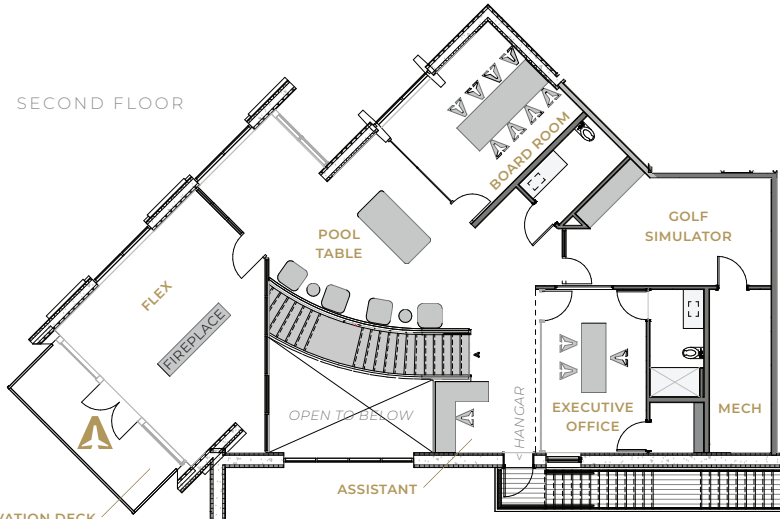 SECOND FLOOR
BOARD ROOM
GOLF
SIMULATOR
POOL
TABLE
FLEX
FIREPLACE
OPEN TO BELOW
< HANGAR
EXECUTIVE
OFFICE
MECH
ASSISTANT
VATION DECK